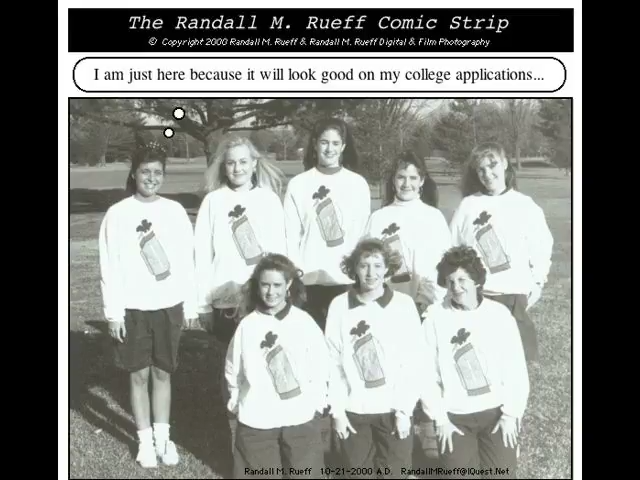 The Randall M. Rueff Comic Strip
© Copyright 2000 Randall M. Rueff & Randall M. Rueff Digital & Film Photography
I am just here because it will look good on my college applications...
Randall M. Rueff 10-21-2000 A.D. RandallMRueff@IQuest.Net